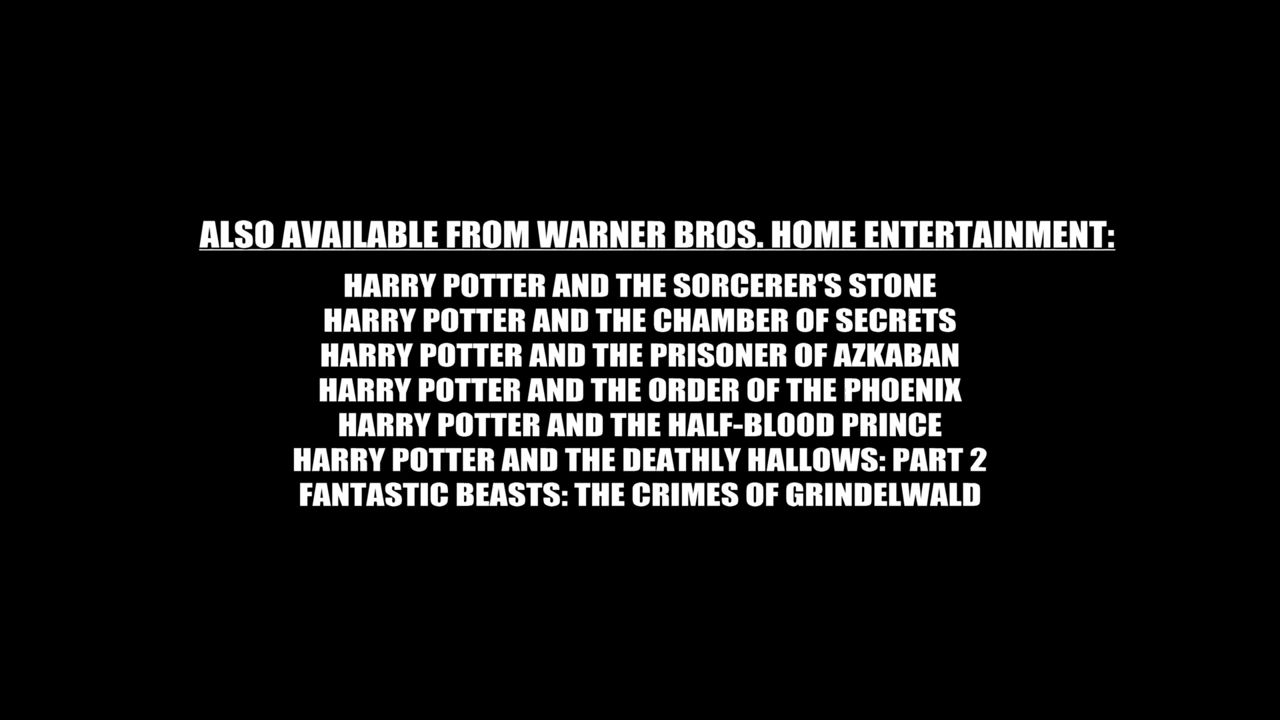 ALSO AVAILABLE FROM WARNER BROS. HOME ENTERTAINMENT:
HARRY POTTER AND THE SORCERER'S STONE
HARRY POTTER AND THE CHAMBER OF SECRETS
HARRY POTTER AND THE PRISONER OF AZKABAN
HARRY POTTER AND THE ORDER OF THE PHOENIX
HARRY POTTER AND THE HALF-BLOOD PRINCE
HARRY POTTER AND THE DEATHLY HALLOWS: PART 2
FANTASTIC BEASTS: THE CRIMES OF GRINDELWALD